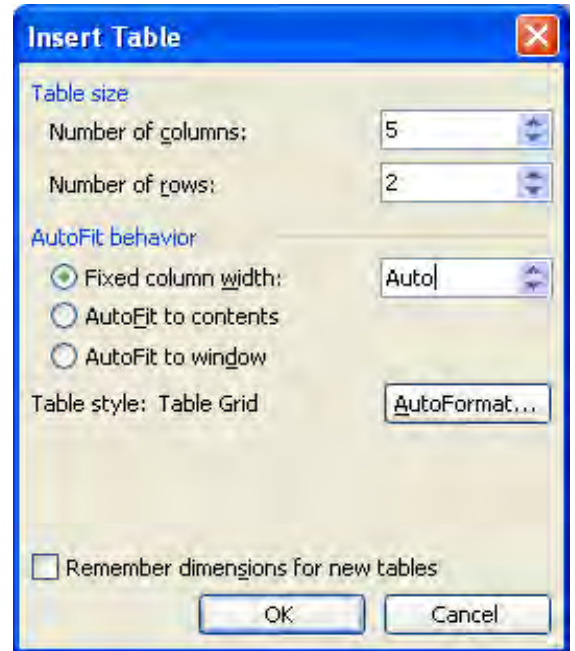 Insert Table
Table size
Number of columns: 5
Number of rows: 2
AutoFit behavior
Fixed column width: Auto
AutoFit to contents
AutoFit to window
Table style: Table Grid AutoFormat...
Remember dimensions for new tables
OK Cancel